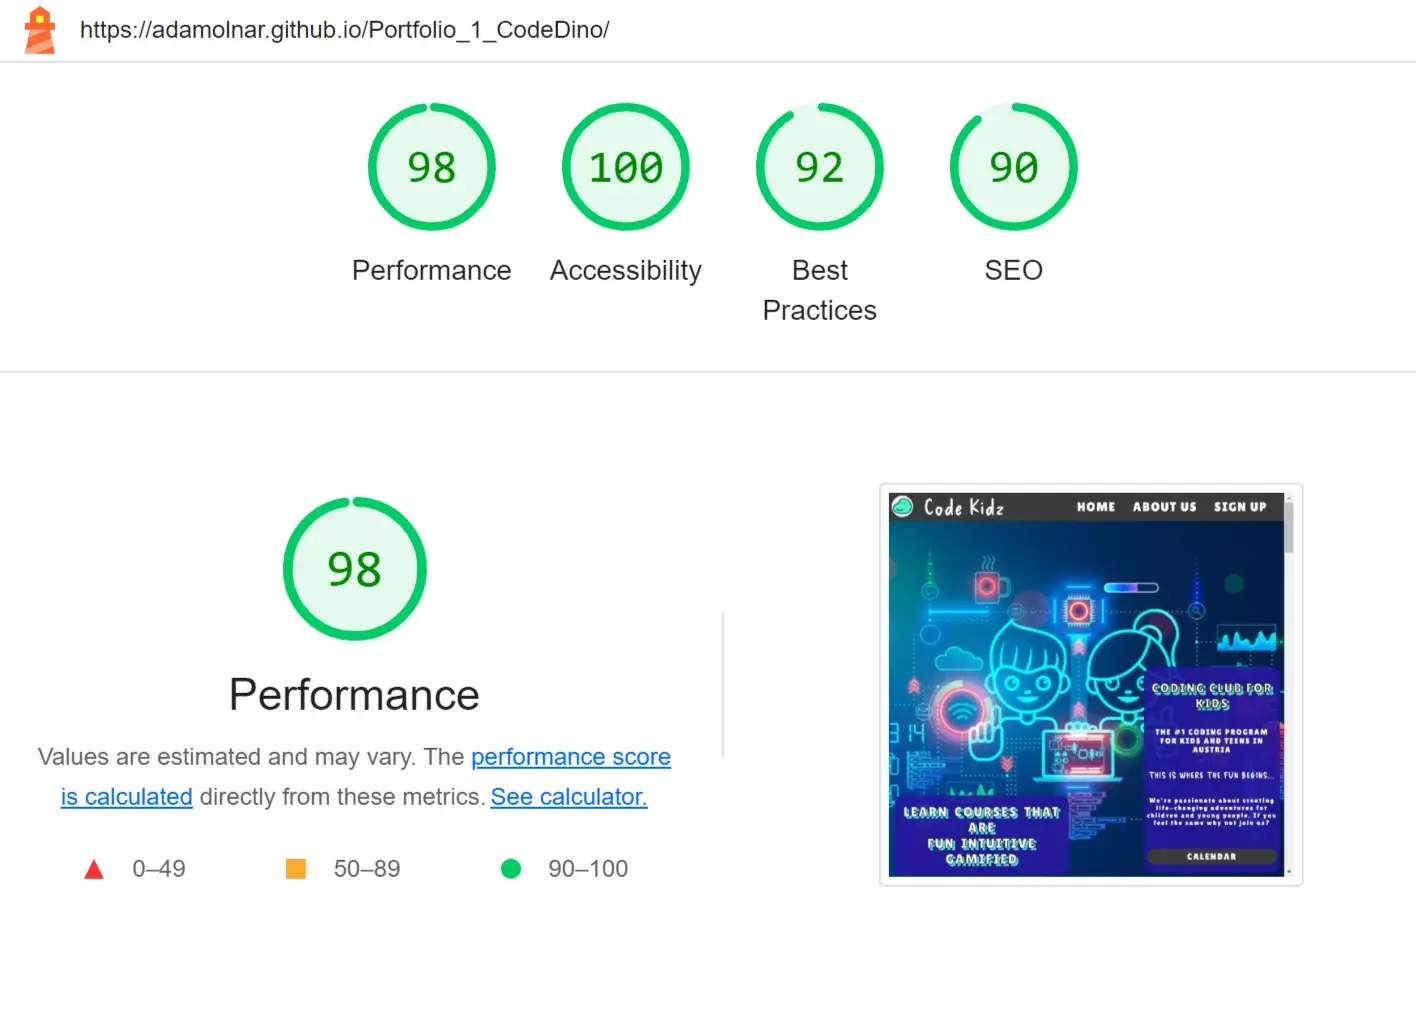 https://adamolnar.github.io/Portfolio_1_CodeDino/
98
100
92
90
Performance
Accessibility
Best
Practices
SEO
98
Performance
Values are estimated and may vary. The performance score
is calculated directly from these metrics. See calculator.
0–49
50–89
90–100
Code Kidz
HOME
ABOUT US
SIGN UP
314
CODING CLUB FOR
KIDS
THE #1 CODING PROGRAM
FOR KIDS AND TEENS IN
AUSTRIA
THIS IS WHERE THE FUN BEGINS...
We're passionate about creating
life-changing adventures for
children and young people. If you
feel the same why not join us?
CALENDAR
LEARN COURSES THAT
ARE
FUN INTUITIVE
GAMIFIED